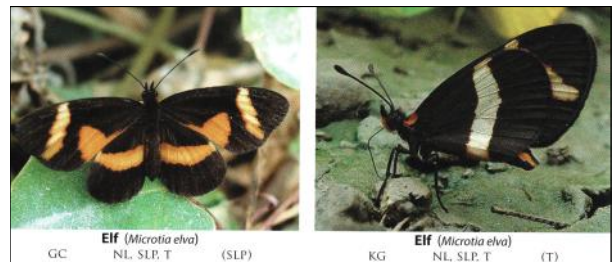 Elf (Microtia elva)
GC NL, SLP, T (SLP)
Elf (Microtia elva)
KG NL, SLP, T (T)